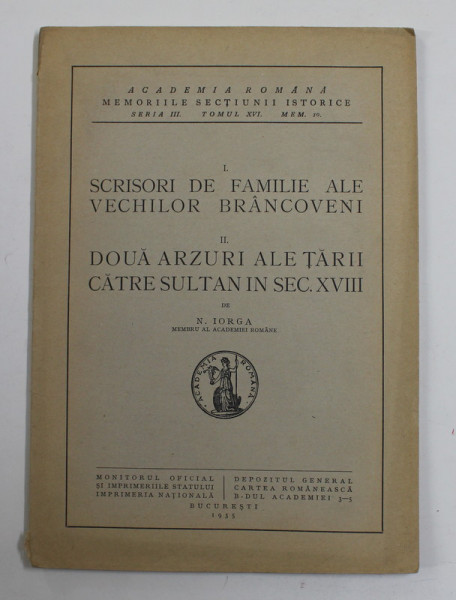 ACADEMIA ROMÂNĂ
MEMORIILE SECȚIUNII ISTORICE
SERIA III. TOMUL XVI. MEM. 10.
I.
SCRISORI DE FAMILIE ALE
VECHILOR BRÂNCOVENI
II.
DOUĂ ARZURI ALE ȚĂRII
CĂTRE SULTAN IN SEC. XVIII
DE
N. IORGA
MEMBRU AL ACADEMIEI ROMÂNE
ACADEMIA ROMANA
MONITORUL OFICIAL
ȘI IMPRIMERIILE STATULUI
IMPRIMERIA NAȚIONALĂ
DEPOZITUL GENERAL
CARTEA ROMÂNEASCĂ
B-DUL ACADEMIEI 3–5
BUCUREȘTI
1935